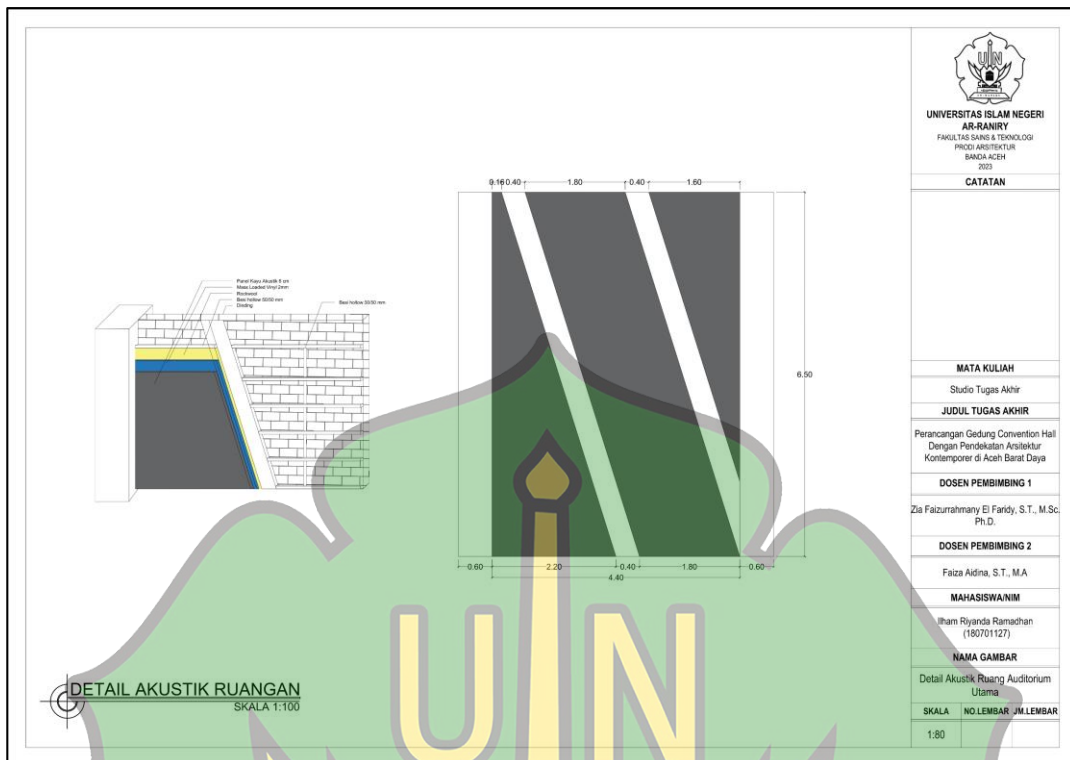 Panel Kayu Akustik 6 cm
Mass Loaded Vinyl 2mm
Rockwool
Besi hollow 50/50 mm
Dinding
Besi hollow 50/50 mm
0.16
0.40
1.80
0.40
1.60
6.50
0.60
2.20
0.40
1.80
0.60
4.40
DETAIL AKUSTIK RUANGAN
SKALA 1:100
UIN
UIN
UNIVERSITAS ISLAM NEGERI
AR-RANIRY
FAKULTAS SAINS & TEKNOLOGI
PRODI ARSITEKTUR
BANDA ACEH
2023
CATATAN
MATA KULIAH
Studio Tugas Akhir
JUDUL TUGAS AKHIR
Perancangan Gedung Convention Hall
Dengan Pendekatan Arsitektur
Kontemporer di Aceh Barat Daya
DOSEN PEMBIMBING 1
Zia Faizurrahmany El Faridy, S.T., M.Sc.
Ph.D.
DOSEN PEMBIMBING 2
Faiza Aidina, S.T., M.A
MAHASISWA/NIM
Ilham Riyanda Ramadhan
(180701127)
NAMA GAMBAR
Detail Akustik Ruang Auditorium
Utama
SKALA NO.LEMBAR JM.LEMBAR
1:80